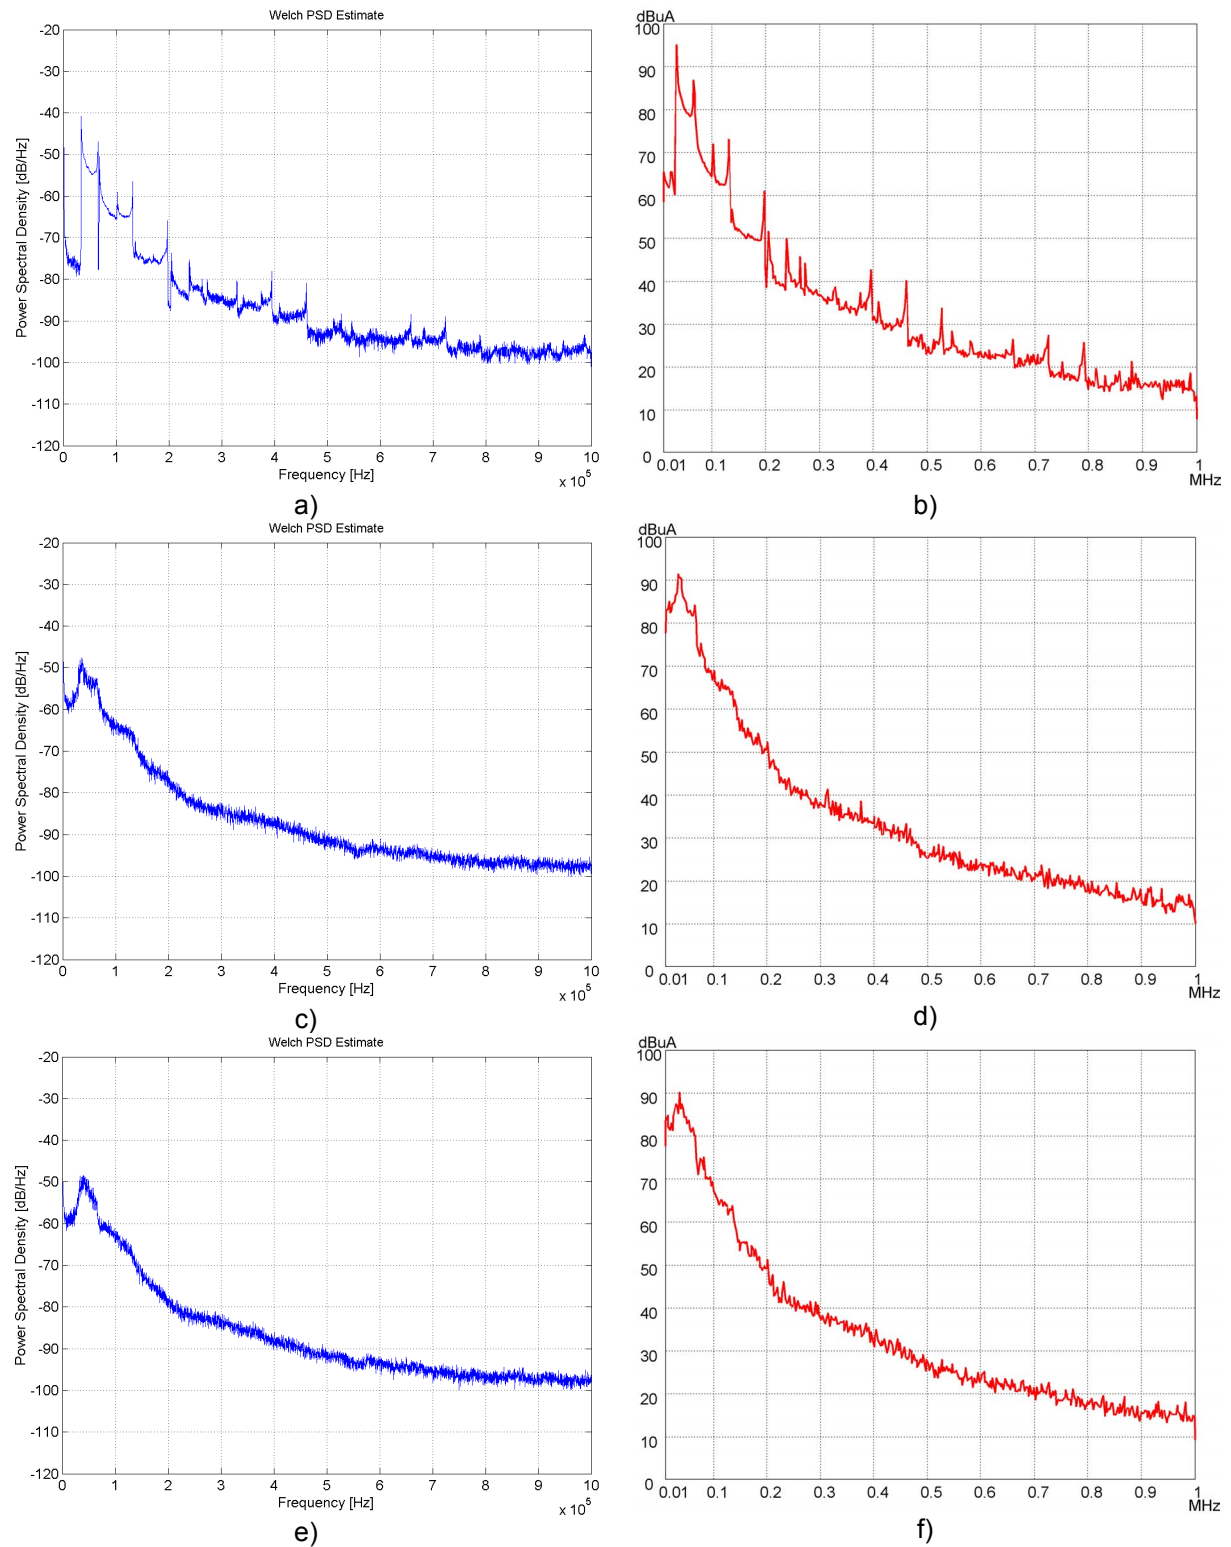 Welch PSD Estimate
-20
-30
-40
-50
-60
-70
-80
-90
-100
-110
-120
Power Spectral Density [dB/Hz]
0 1 2 3 4 5 6 7 8 9 10
Frequency [Hz]
x 10^5
a)
dBuA
100
90
80
70
60
50
40
30
20
10
0
0.01 0.1 0.2 0.3 0.4 0.5 0.6 0.7 0.8 0.9 1
MHz
b)
Welch PSD Estimate
-20
-30
-40
-50
-60
-70
-80
-90
-100
-110
-120
Power Spectral Density [dB/Hz]
0 1 2 3 4 5 6 7 8 9 10
Frequency [Hz]
x 10^5
c)
dBuA
100
90
80
70
60
50
40
30
20
10
0
0.01 0.1 0.2 0.3 0.4 0.5 0.6 0.7 0.8 0.9 1
MHz
d)
Welch PSD Estimate
-20
-30
-40
-50
-60
-70
-80
-90
-100
-110
-120
Power Spectral Density [dB/Hz]
0 1 2 3 4 5 6 7 8 9 10
Frequency [Hz]
x 10^5
e)
dBuA
100
90
80
70
60
50
40
30
20
10
0
0.01 0.1 0.2 0.3 0.4 0.5 0.6 0.7 0.8 0.9 1
MHz
f)